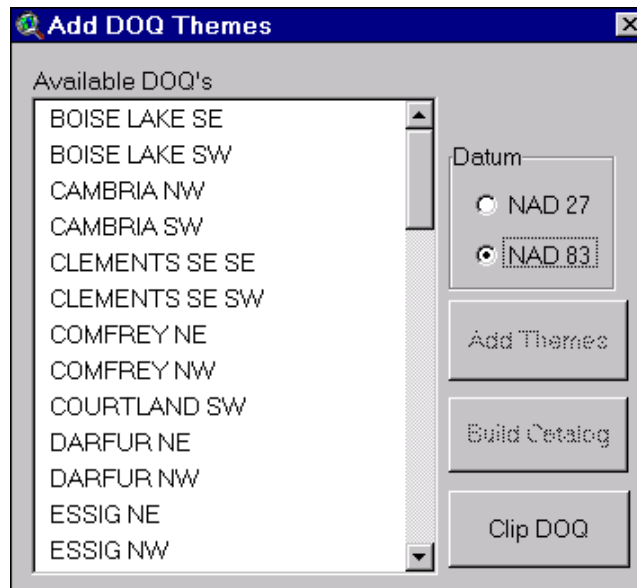 Add DOQ Themes
Available DOQ's
BOISE LAKE SE
BOISE LAKE SW
CAMBRIA NW
CAMBRIA SW
CLEMENTS SE SE
CLEMENTS SE SW
COMFREY NE
COMFREY NW
COURTLAND SW
DARFUR NE
DARFUR NW
ESSIG NE
ESSIG NW
Datum
NAD 27
NAD 83
Add Themes
Build Catalog
Clip DOQ